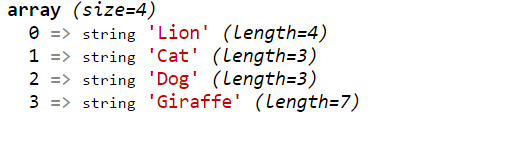 array (size=4)
0 => string 'Lion' (length=4)
1 => string 'Cat' (length=3)
2 => string 'Dog' (length=3)
3 => string 'Giraffe' (length=7)